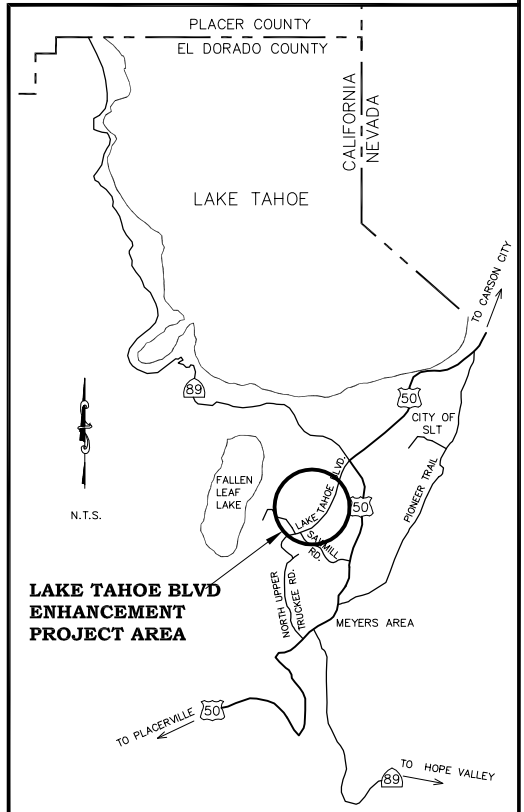 PLACER COUNTY
EL DORADO COUNTY
CALIFORNIA
NEVADA
LAKE TAHOE
TO CARSON CITY
89
50
CITY OF
SLT
FALLEN
LEAF
LAKE
LAKE TAHOE BLVD.
50
PIONEER TRAIL
N.T.S.
SAWMILL
RD.
LAKE TAHOE BLVD
ENHANCEMENT
PROJECT AREA
NORTH UPPER
TRUCKEE RD.
MEYERS AREA
50
TO PLACERVILLE
TO HOPE VALLEY
89